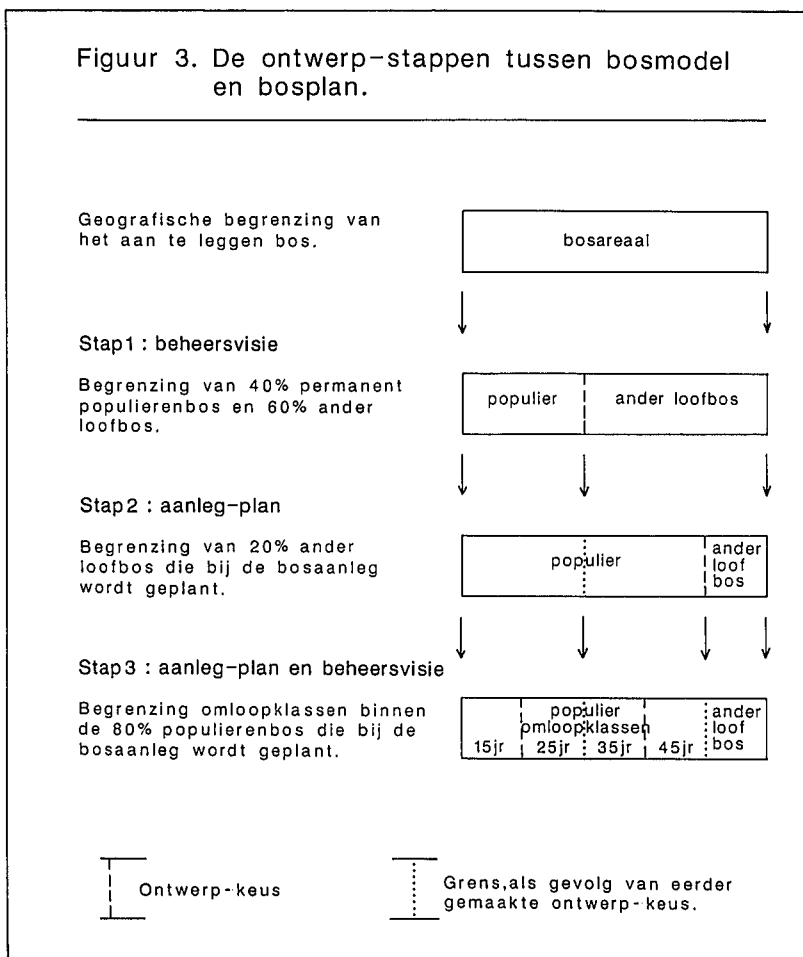 Figuur 3. De ontwerp-stappen tussen bosmodel
en bosplan.
Geografische begrenzing van
het aan te leggen bos.
bosareaal
Stap1 : beheersvisie
Begrenzing van 40% permanent
populierenbos en 60% ander
loofbos.
populier
ander loofbos
Stap2 : aanleg-plan
Begrenzing van 20% ander
loofbos die bij de bosaanleg
wordt geplant.
populier
ander
loof
bos
Stap3 : aanleg-plan en beheersvisie
Begrenzing omloopklassen binnen
de 80% populierenbos die bij de
bosaanleg wordt geplant.
populier
omloopklassen
15jr 25jr 35jr 45jr
ander
loof
bos
Ontwerp-keus
Grens,als gevolg van eerder
gemaakte ontwerp-keus.